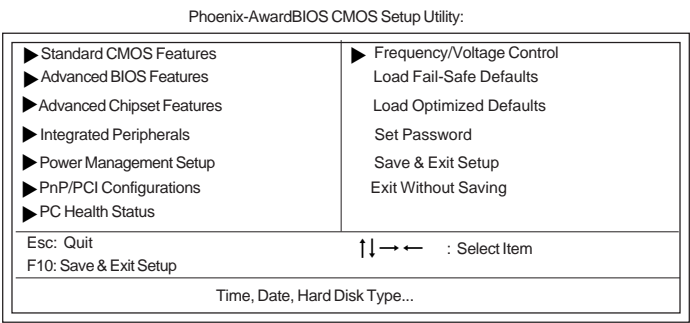 Phoenix-AwardBIOS CMOS Setup Utility:
Standard CMOS Features
Advanced BIOS Features
Advanced Chipset Features
Integrated Peripherals
Power Management Setup
PnP/PCI Configurations
PC Health Status
Frequency/Voltage Control
Load Fail-Safe Defaults
Load Optimized Defaults
Set Password
Save & Exit Setup
Exit Without Saving
Esc: Quit
F10: Save & Exit Setup
↑↓→← : Select Item
Time, Date, Hard Disk Type...